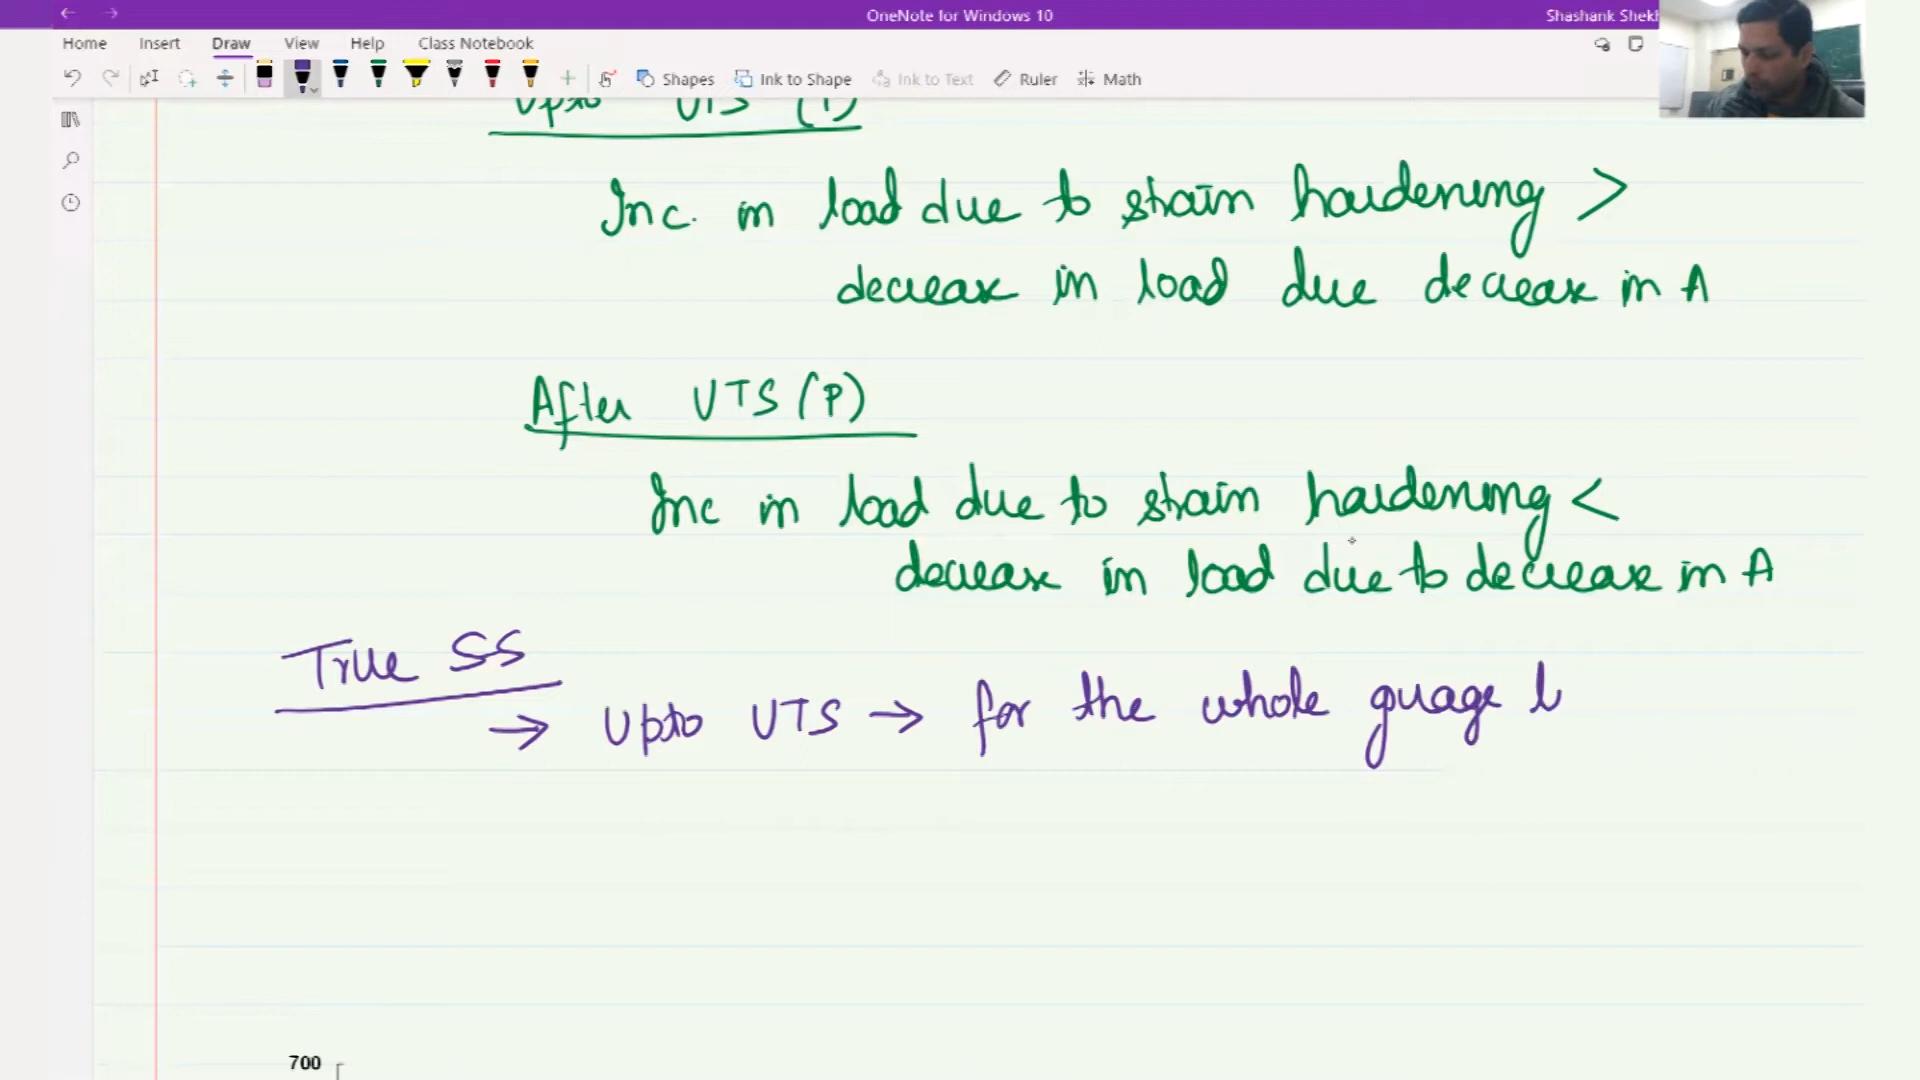 OneNote for Windows 10
Shashank Shekh
Home Insert Draw View Help Class Notebook
Shapes Ink to Shape Ink to Text Ruler Math
Upto UTS (P)
Inc. in load due to strain hardening >
decrease in load due decrease in A
After UTS (P)
Inc in load due to strain hardening <
decrease in load due to decrease in A
True SS
→ Upto UTS → for the whole guage l
700